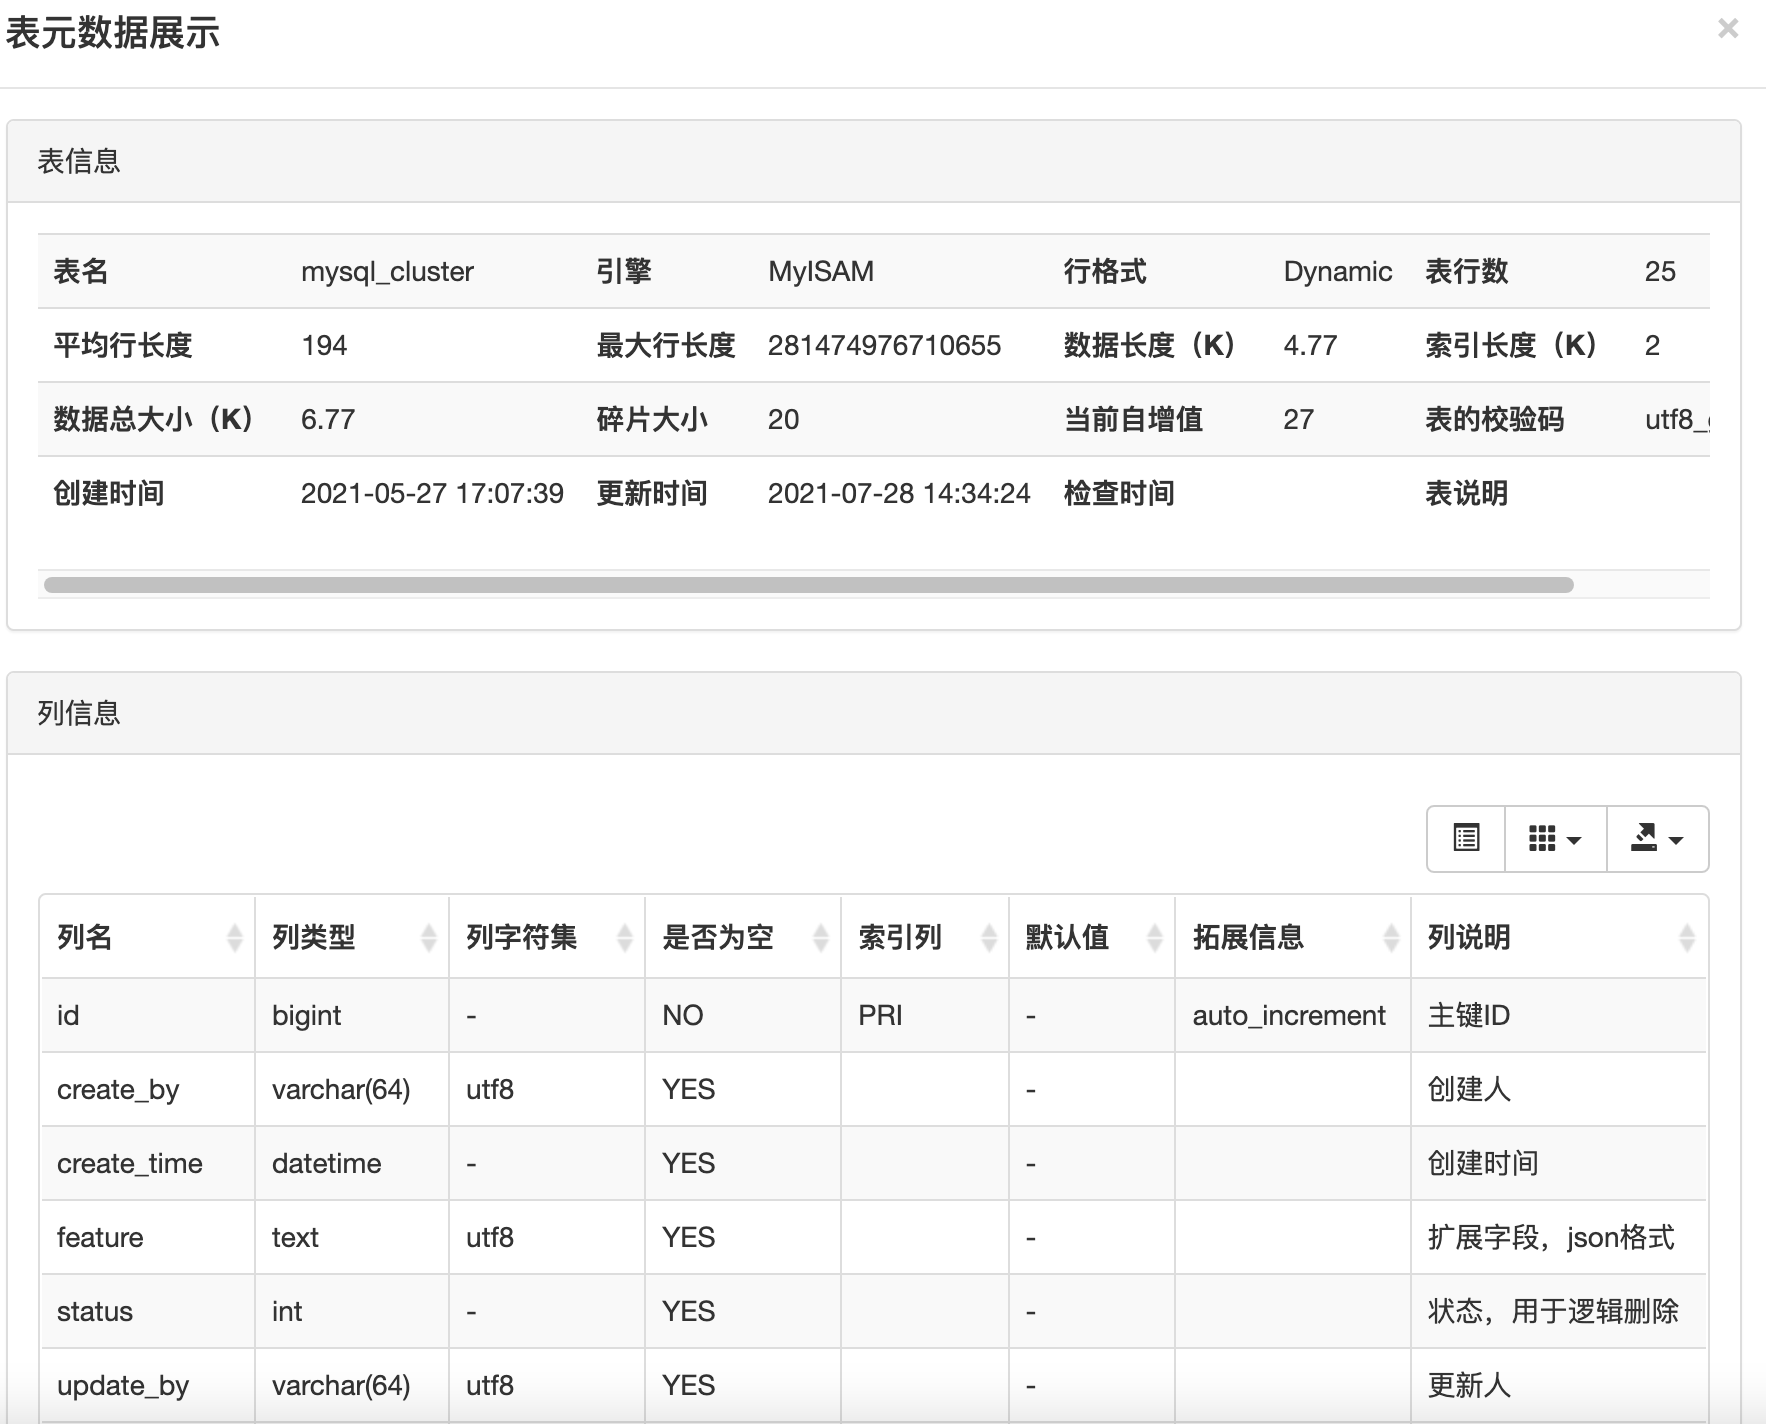 表元数据展示
×
表信息
表名 mysql_cluster 引擎 MyISAM 行格式 Dynamic 表行数 25
平均行长度 194 最大行长度 281474976710655 数据长度（K） 4.77 索引长度（K） 2
数据总大小（K） 6.77 碎片大小 20 当前自增值 27 表的校验码 utf8_
创建时间 2021-05-27 17:07:39 更新时间 2021-07-28 14:34:24 检查时间 表说明
列信息
列名 列类型 列字符集 是否为空 索引列 默认值 拓展信息 列说明
id bigint - NO PRI - auto_increment 主键ID
create_by varchar(64) utf8 YES - 创建人
create_time datetime - YES - 创建时间
feature text utf8 YES - 扩展字段，json格式
status int - YES - 状态，用于逻辑删除
update_by varchar(64) utf8 YES - 更新人